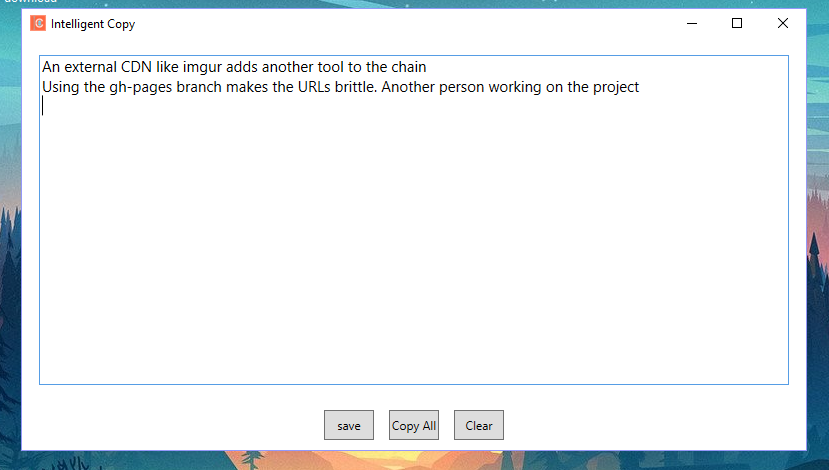 download
Intelligent Copy
An external CDN like imgur adds another tool to the chain
Using the gh-pages branch makes the URLs brittle. Another person working on the project
save Copy All Clear